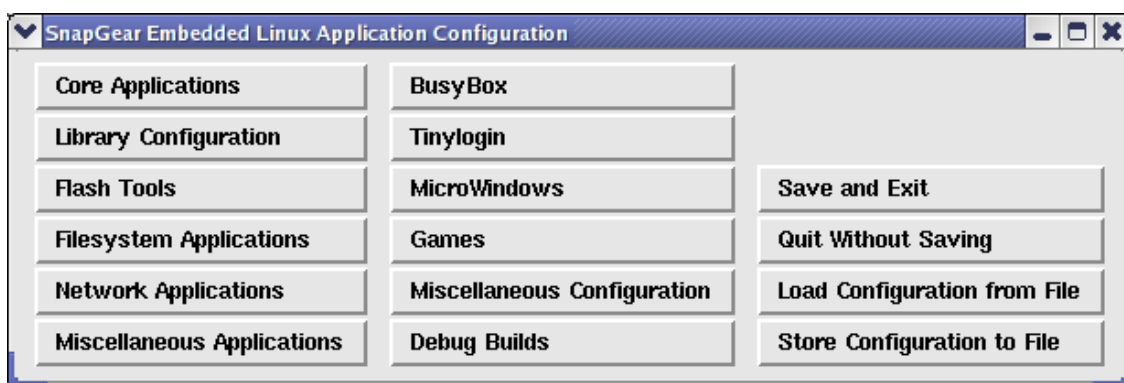 SnapGear Embedded Linux Application Configuration
Core Applications BusyBox
Library Configuration Tinylogin
Flash Tools MicroWindows Save and Exit
Filesystem Applications Games Quit Without Saving
Network Applications Miscellaneous Configuration Load Configuration from File
Miscellaneous Applications Debug Builds Store Configuration to File